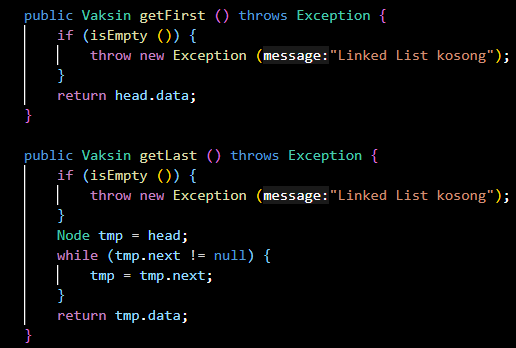 public Vaksin getFirst () throws Exception {
if (isEmpty ()) {
throw new Exception (message:"Linked List kosong");
}
return head.data;
}
public Vaksin getLast () throws Exception {
if (isEmpty ()) {
throw new Exception (message:"Linked List kosong");
}
Node tmp = head;
while (tmp.next != null) {
tmp = tmp.next;
}
return tmp.data;
}